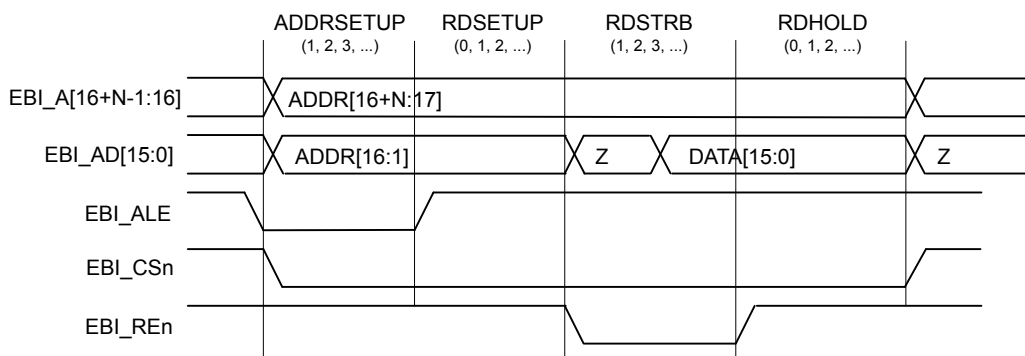 ADDRSETUP RDSETUP RDSTRB RDHOLD
(1, 2, 3, ...) (0, 1, 2, ...) (1, 2, 3, ...) (0, 1, 2, ...)
EBI_A[16+N-1:16] ADDR[16+N:17]
EBI_AD[15:0] ADDR[16:1] Z DATA[15:0] Z
EBI_ALE
EBI_CSn
EBI_REn